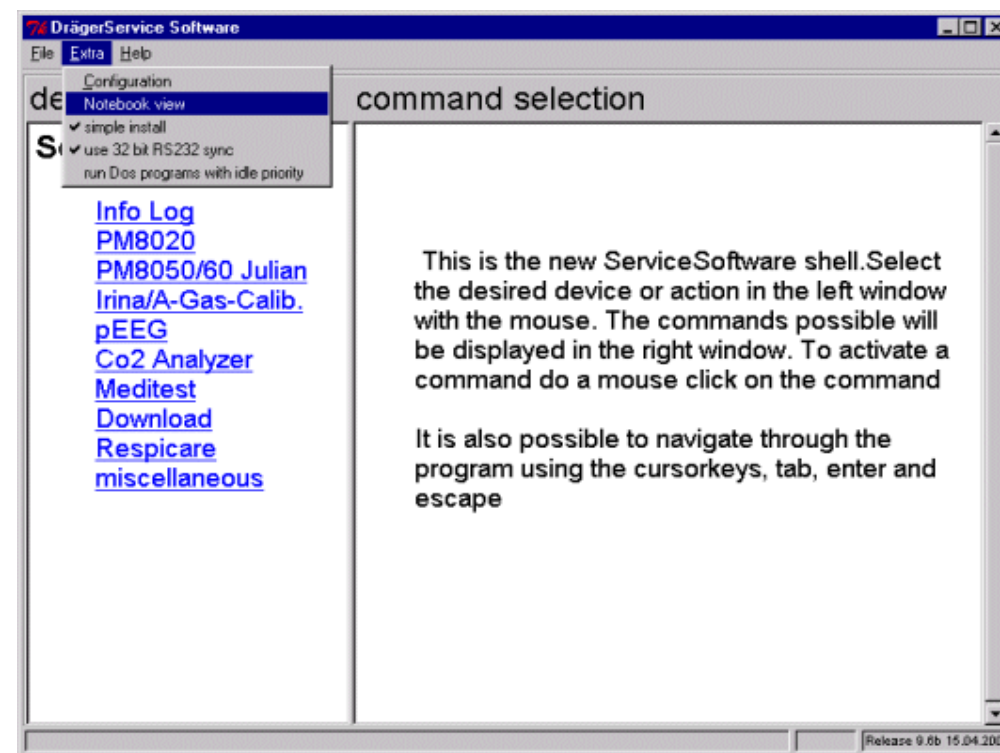 DrägerService Software
File Extra Help
Configuration
Notebook view
simple install
use 32 bit RS232 sync
run Dos programs with idle priority
de
command selection
Info Log
PM8020
PM8050/60 Julian
Irina/A-Gas-Calib.
pEEG
Co2 Analyzer
Meditest
Download
Respicare
miscellaneous
This is the new ServiceSoftware shell.Select
the desired device or action in the left window
with the mouse. The commands possible will
be displayed in the right window. To activate a
command do a mouse click on the command
It is also possible to navigate through the
program using the cursorkeys, tab, enter and
escape
Release 9.6b 15.04.200